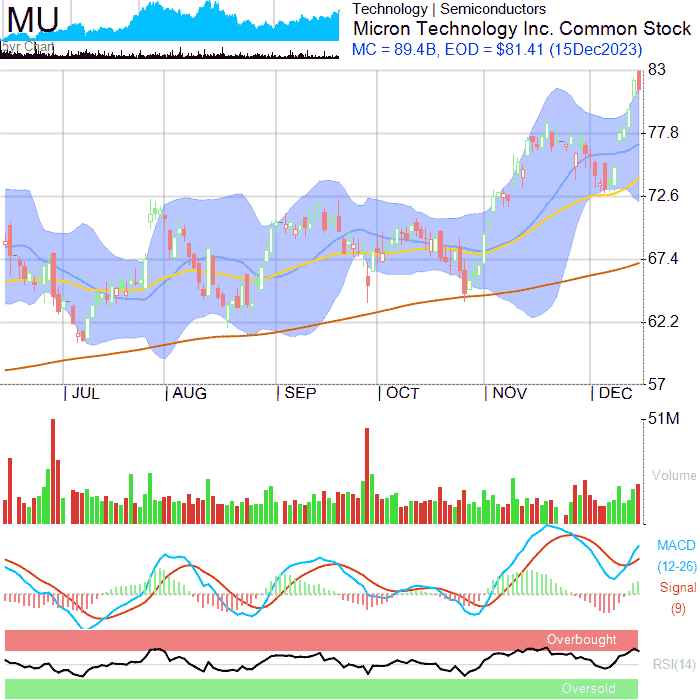 MU
5yr Chart
Technology | Semiconductors
Micron Technology Inc. Common Stock
MC = 89.4B, EOD = $81.41 (15Dec2023)
83
77.8
72.6
67.4
62.2
57
JUL AUG SEP OCT NOV DEC
51M
Volume
MACD
(12-26)
Signal
(9)
Overbought
RSI(14)
Oversold